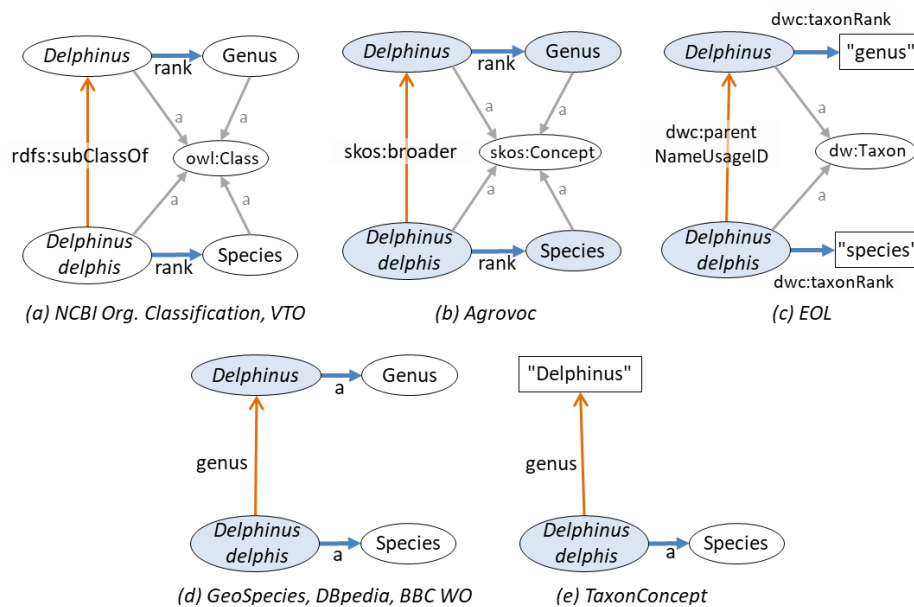 Delphinus
rank
Genus
a
a
rdfs:subClassOf
owl:Class
a
a
Delphinus
delphis
rank
Species
(a) NCBI Org. Classification, VTO
Delphinus
rank
Genus
a
a
skos:broader
skos:Concept
a
a
Delphinus
delphis
rank
Species
(b) Agrovoc
dwc:taxonRank
Delphinus
"genus"
a
dwc:parent
NameUsageID
dw:Taxon
a
Delphinus
delphis
"species"
dwc:taxonRank
(c) EOL
Delphinus
a
Genus
genus
Delphinus
delphis
a
Species
(d) GeoSpecies, DBpedia, BBC WO
"Delphinus"
genus
Delphinus
delphis
a
Species
(e) TaxonConcept